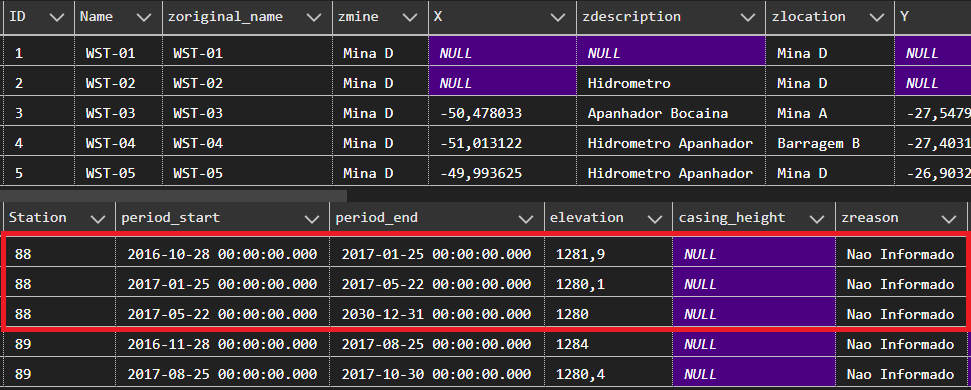 ID Name zoriginal_name zmine X zdescription zlocation Y
1 WST-01 WST-01 Mina D NULL NULL Mina D NULL
2 WST-02 WST-02 Mina D NULL Hidrometro Mina D NULL
3 WST-03 WST-03 Mina D -50,478033 Apanhador Bocaina Mina A -27,5479
4 WST-04 WST-04 Mina D -51,013122 Hidrometro Apanhador Barragem B -27,4031
5 WST-05 WST-05 Mina D -49,993625 Hidrometro Apanhador Mina D -26,9032
Station period_start period_end elevation casing_height zreason
88 2016-10-28 00:00:00.000 2017-01-25 00:00:00.000 1281,9 NULL Nao Informado
88 2017-01-25 00:00:00.000 2017-05-22 00:00:00.000 1280,1 NULL Nao Informado
88 2017-05-22 00:00:00.000 2030-12-31 00:00:00.000 1280 NULL Nao Informado
89 2016-11-28 00:00:00.000 2017-08-25 00:00:00.000 1284 NULL Nao Informado
89 2017-08-25 00:00:00.000 2017-10-30 00:00:00.000 1280,4 NULL Nao Informado